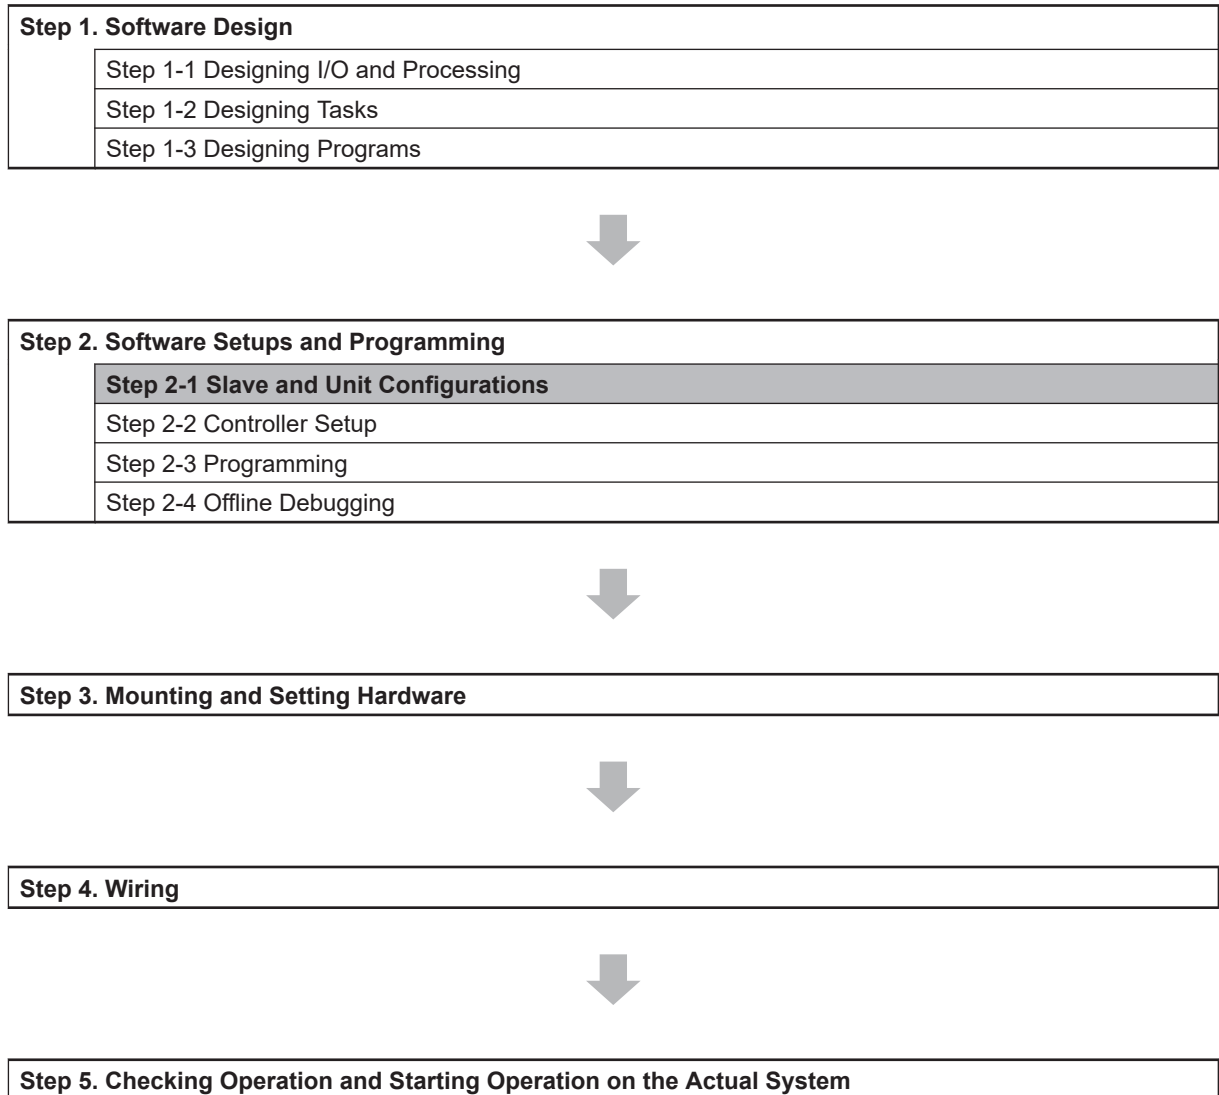 Step 1. Software Design
Step 1-1 Designing I/O and Processing
Step 1-2 Designing Tasks
Step 1-3 Designing Programs
Step 2. Software Setups and Programming
Step 2-1 Slave and Unit Configurations
Step 2-2 Controller Setup
Step 2-3 Programming
Step 2-4 Offline Debugging
Step 3. Mounting and Setting Hardware
Step 4. Wiring
Step 5. Checking Operation and Starting Operation on the Actual System